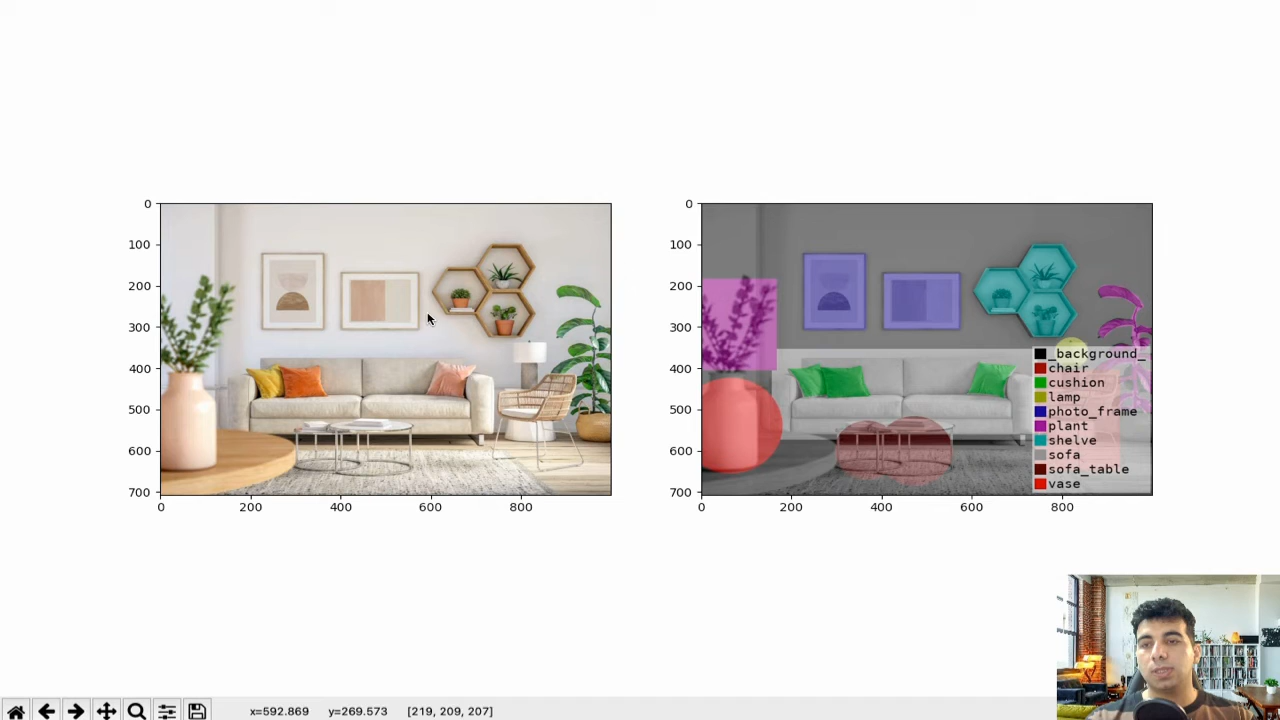 0
100
200
300
400
500
600
700
200
400
600
800
0
0
100
200
300
400
500
600
700
0
200
400
600
800
_background_
chair
cushion
lamp
photo_frame
plant
shelve
sofa
sofa_table
vase
x=592.869 y=269.573 [219, 209, 207]